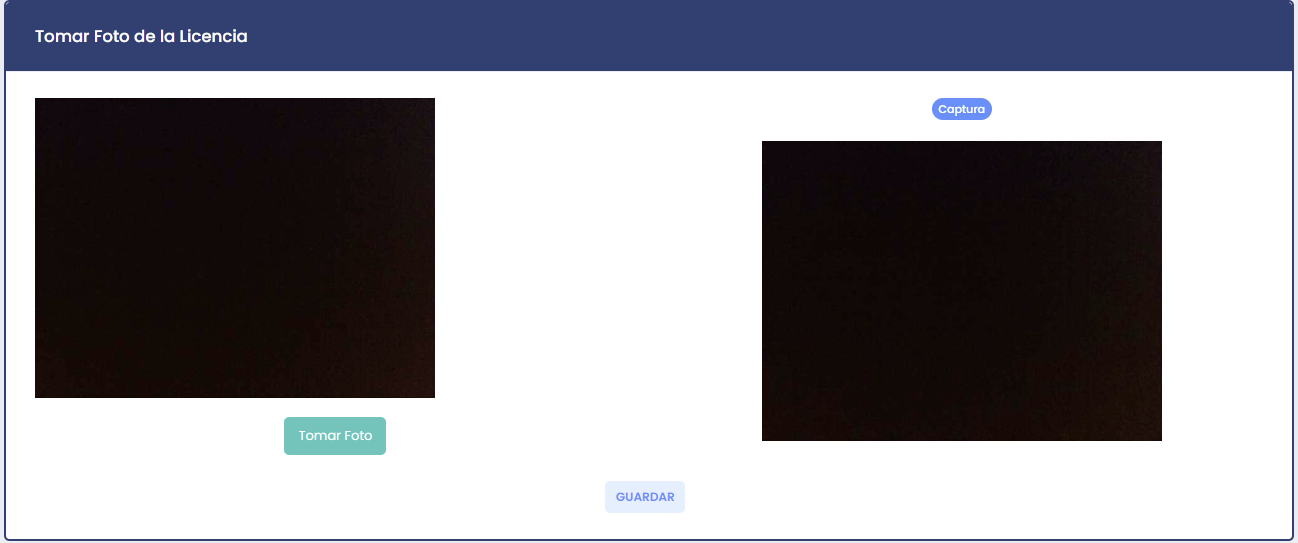 Tomar Foto de la Licencia
Captura
Tomar Foto
GUARDAR